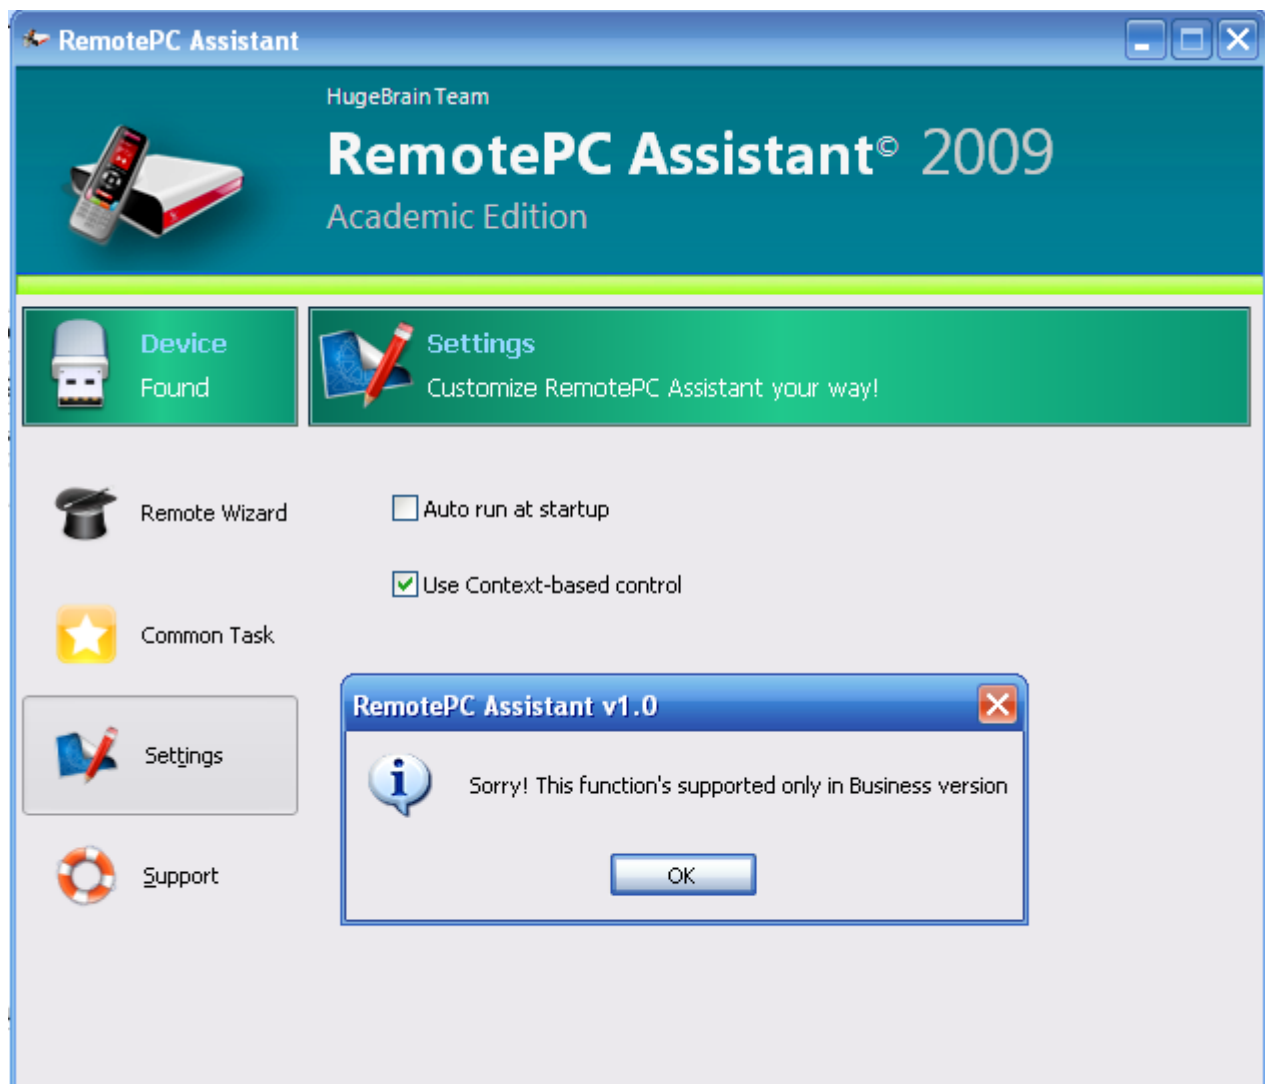 RemotePC Assistant
HugeBrain Team
RemotePC Assistant© 2009
Academic Edition
Device
Found
Settings
Customize RemotePC Assistant your way!
Remote Wizard
Auto run at startup
Use Context-based control
Common Task
RemotePC Assistant v1.0
Settings
Sorry! This function's supported only in Business version
OK
Support